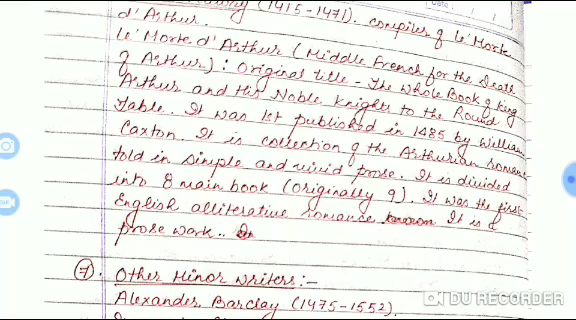 (1415-1471). compiler of Le'Morte
d'Arthur.
Le'Morte d'Arthur (Middle French for the Death
of Arthur): Original title - The Whole Book of King
Arthur and His Noble Knights to the Round
Table. It was 1st published in 1485 by William
Caxton. It is collection of the Arthurian romance
told in simple and vivid prose. It is divided
into 8 main book (originally 9). It was the first
English alliterative romance. It is a
prose work..
7. Other Minor Writers:-
Alexander Barclay (1475-1552).
DU RECORDER